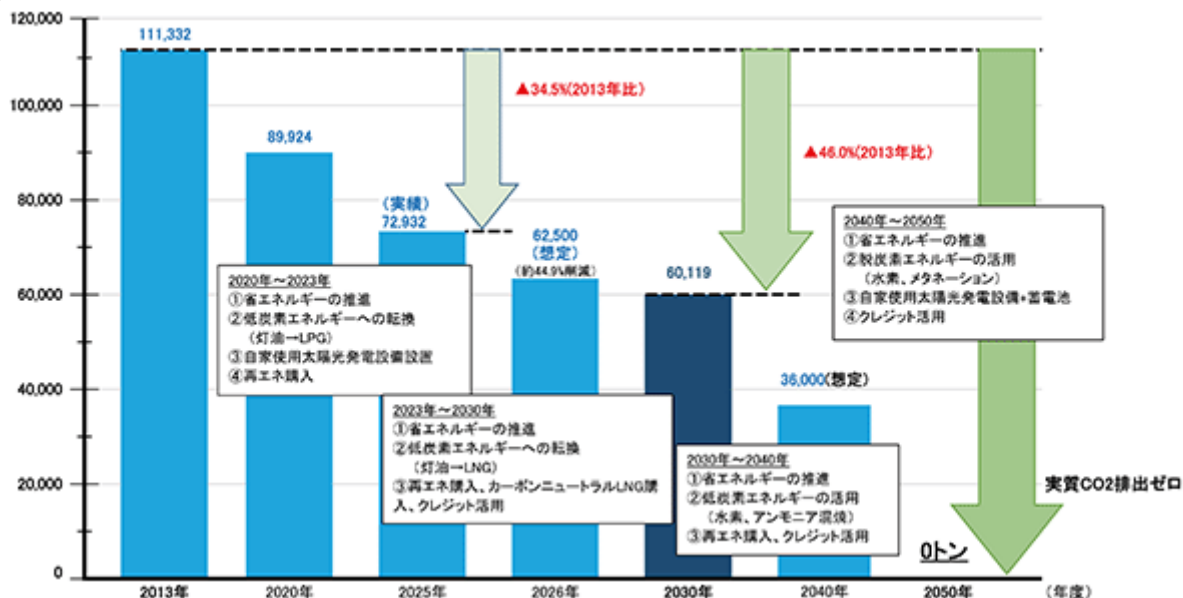 120,000
100,000
80,000
60,000
40,000
20,000
0
111,332
89,924
(実績)
72,932
62,500
(想定)
(約44.9%削減)
60,119
36,000(想定)
0トン
▲34.5%(2013年比)
▲46.0%(2013年比)
実質CO2排出ゼロ
2020年～2023年
①省エネルギーの推進
②低炭素エネルギーへの転換
(灯油→LPG)
③自家使用太陽光発電設備設置
④再エネ購入
2023年～2030年
①省エネルギーの推進
②低炭素エネルギーへの転換
(灯油→LNG)
③再エネ購入、カーボンニュートラルLNG購
入、クレジット活用
2030年～2040年
①省エネルギーの推進
②低炭素エネルギーの活用
(水素、アンモニア混焼)
③再エネ購入、クレジット活用
2040年～2050年
①省エネルギーの推進
②脱炭素エネルギーの活用
(水素、メタネーション)
③自家使用太陽光発電設備+蓄電池
④クレジット活用
2013年
2020年
2025年
2026年
2030年
2040年
2050年
(年度)